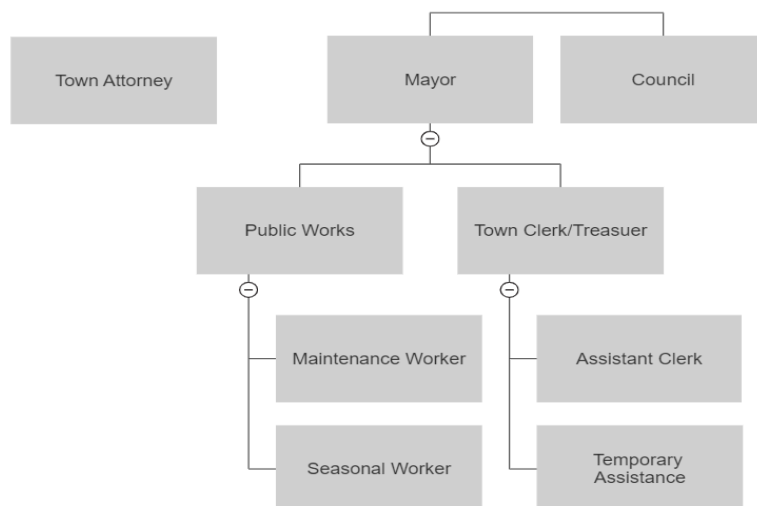 Town Attorney
Mayor
Council
Public Works
Town Clerk/Treasuer
Maintenance Worker
Assistant Clerk
Seasonal Worker
Temporary
Assistance